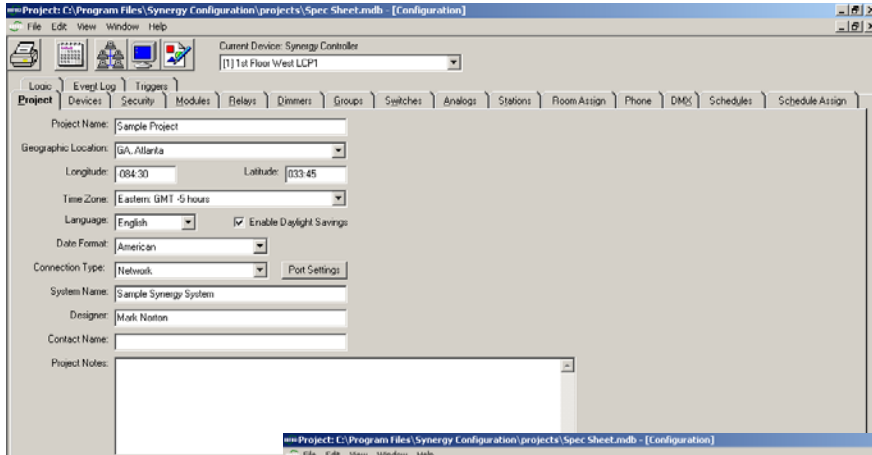 Project: C:\Program Files\Synergy Configuration\projects\Spec Sheet.mdb - [Configuration]
File Edit View Window Help
Current Device: Synergy Controller
[1] 1st Floor West LCP1
Logic Event Log Triggers
Project Devices Security Modules Relays Dimmers Groups Switches Analogs Stations Room Assign Phone DMX Schedules Schedule Assign
Project Name: Sample Project
Geographic Location: GA, Atlanta
Longitude: -084:30 Latitude: 033:45
Time Zone: Eastern: GMT -5 hours
Language: English Enable Daylight Savings
Date Format: American
Connection Type: Network Port Settings
System Name: Sample Synergy System
Designer: Mark Norton
Contact Name:
Project Notes:
Project: C:\Program Files\Synergy Configuration\projects\Spec Sheet.mdb - [Configuration]
File Edit View Window Help